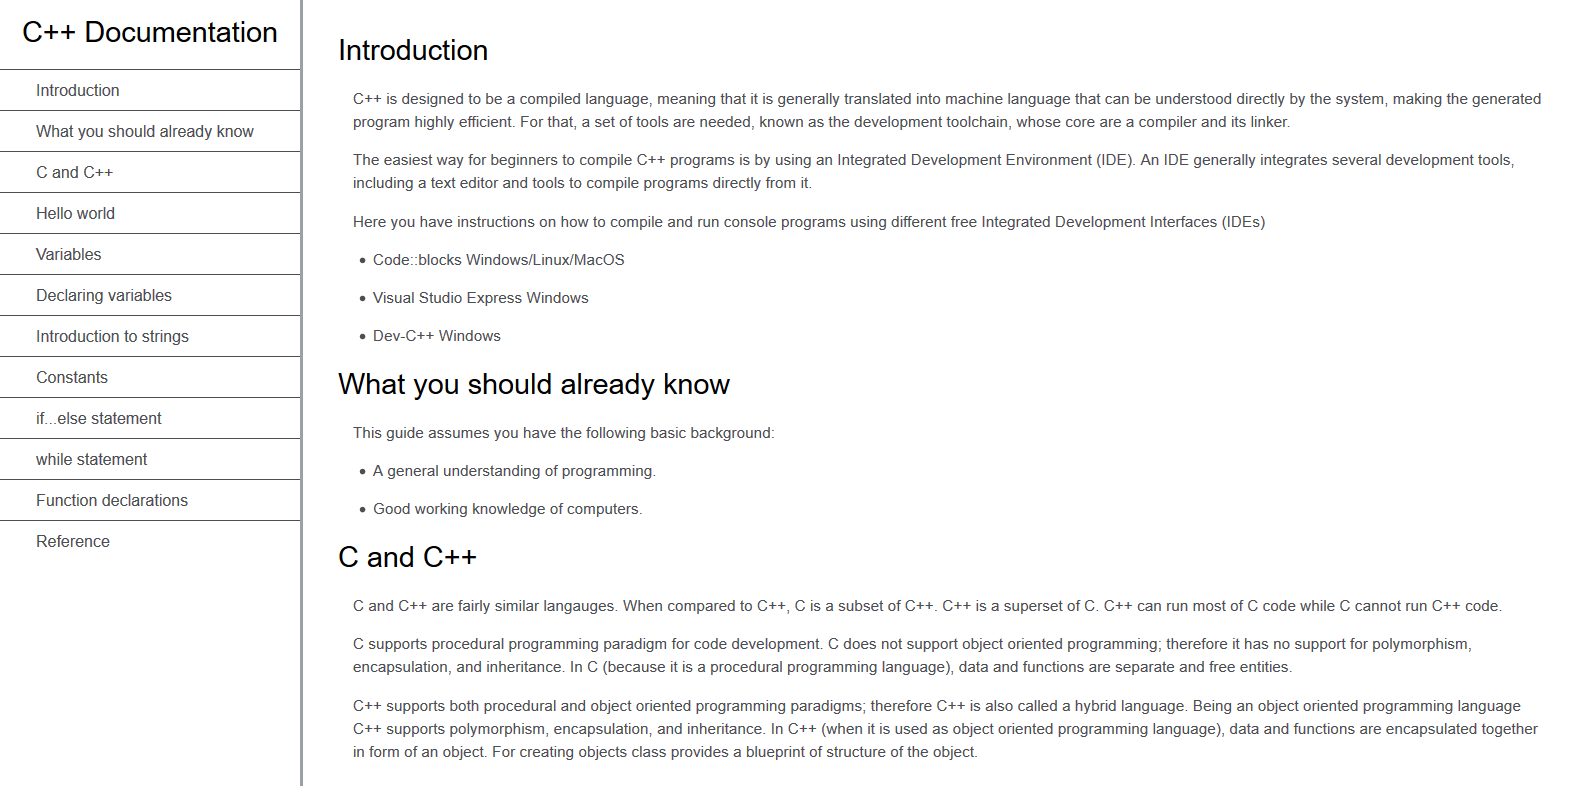 C++ Documentation
Introduction
What you should already know
C and C++
Hello world
Variables
Declaring variables
Introduction to strings
Constants
if...else statement
while statement
Function declarations
Reference
Introduction
C++ is designed to be a compiled language, meaning that it is generally translated into machine language that can be understood directly by the system, making the generated
program highly efficient. For that, a set of tools are needed, known as the development toolchain, whose core are a compiler and its linker.
The easiest way for beginners to compile C++ programs is by using an Integrated Development Environment (IDE). An IDE generally integrates several development tools,
including a text editor and tools to compile programs directly from it.
Here you have instructions on how to compile and run console programs using different free Integrated Development Interfaces (IDEs)
• Code::blocks Windows/Linux/MacOS
• Visual Studio Express Windows
• Dev-C++ Windows
What you should already know
This guide assumes you have the following basic background:
• A general understanding of programming.
• Good working knowledge of computers.
C and C++
C and C++ are fairly similar langauges. When compared to C++, C is a subset of C++. C++ is a superset of C. C++ can run most of C code while C cannot run C++ code.
C supports procedural programming paradigm for code development. C does not support object oriented programming; therefore it has no support for polymorphism,
encapsulation, and inheritance. In C (because it is a procedural programming language), data and functions are separate and free entities.
C++ supports both procedural and object oriented programming paradigms; therefore C++ is also called a hybrid language. Being an object oriented programming language
C++ supports polymorphism, encapsulation, and inheritance. In C++ (when it is used as object oriented programming language), data and functions are encapsulated together
in form of an object. For creating objects class provides a blueprint of structure of the object.